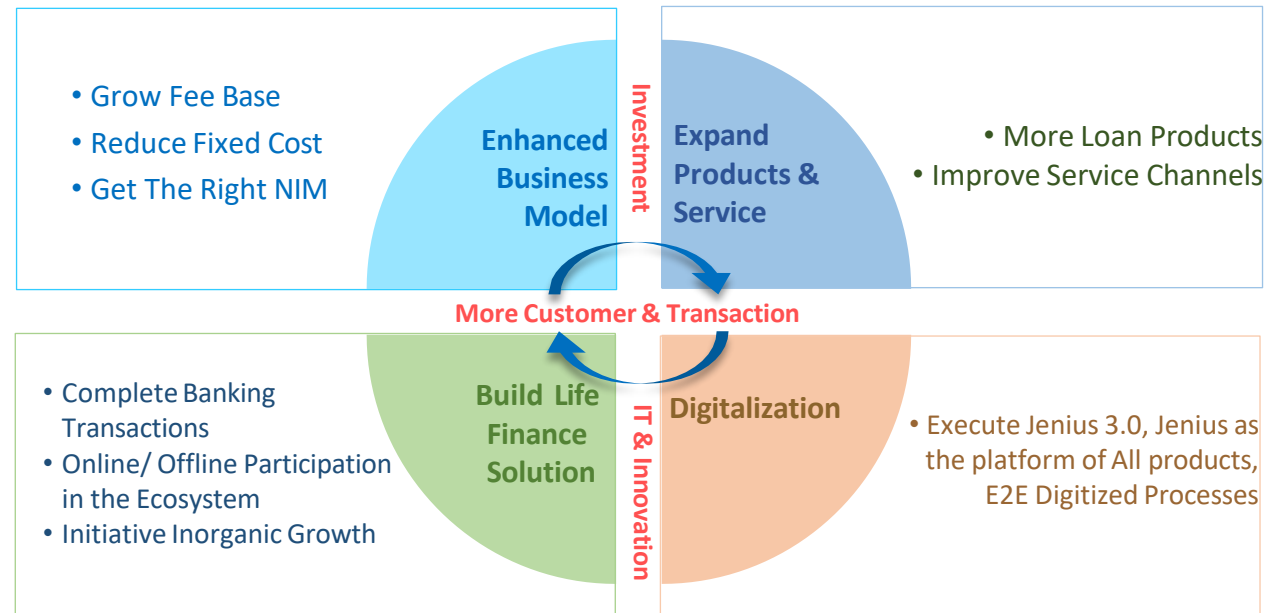 • Grow Fee Base
• Reduce Fixed Cost
• Get The Right NIM
Enhanced
Business
Model
Investment
Expand
Products &
Service
• More Loan Products
• Improve Service Channels
More Customer & Transaction
• Complete Banking
Transactions
• Online/ Offline Participation
in the Ecosystem
• Initiative Inorganic Growth
Build Life
Finance
Solution
IT & Innovation
Digitalization
• Execute Jenius 3.0, Jenius as
the platform of All products,
E2E Digitized Processes